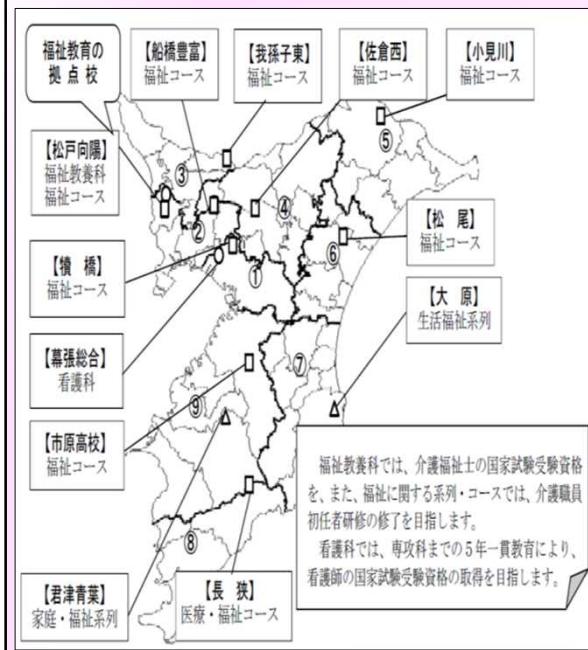 福祉教育の
拠点校
【船橋豊富】
福祉コース
【我孫子東】
福祉コース
【佐倉西】
福祉コース
【小見川】
福祉コース
【松戸向陽】
福祉教養科
福祉コース
③
⑤
④
②
⑥
①
【松　尾】
福祉コース
【犢　橋】
福祉コース
【大　原】
生活福祉系列
【幕張総合】
看護科
⑦
⑨
【市原高校】
福祉コース
福祉教養科では、介護福祉士の国家試験受験資格
を、また、福祉に関する系列・コースでは、介護職員
初任者研修の修了を目指します。
看護科では、専攻科までの５年一貫教育により、
看護師の国家試験受験資格の取得を目指します。
⑧
【君津青葉】
家庭・福祉系列
【長　狭】
医療・福祉コース